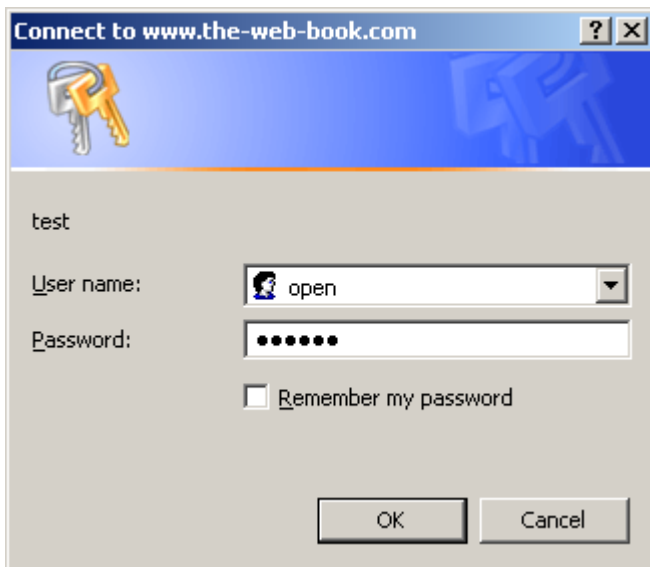 Connect to www.the-web-book.com
test
User name: open
Password: ●●●●●●
Remember my password
OK Cancel